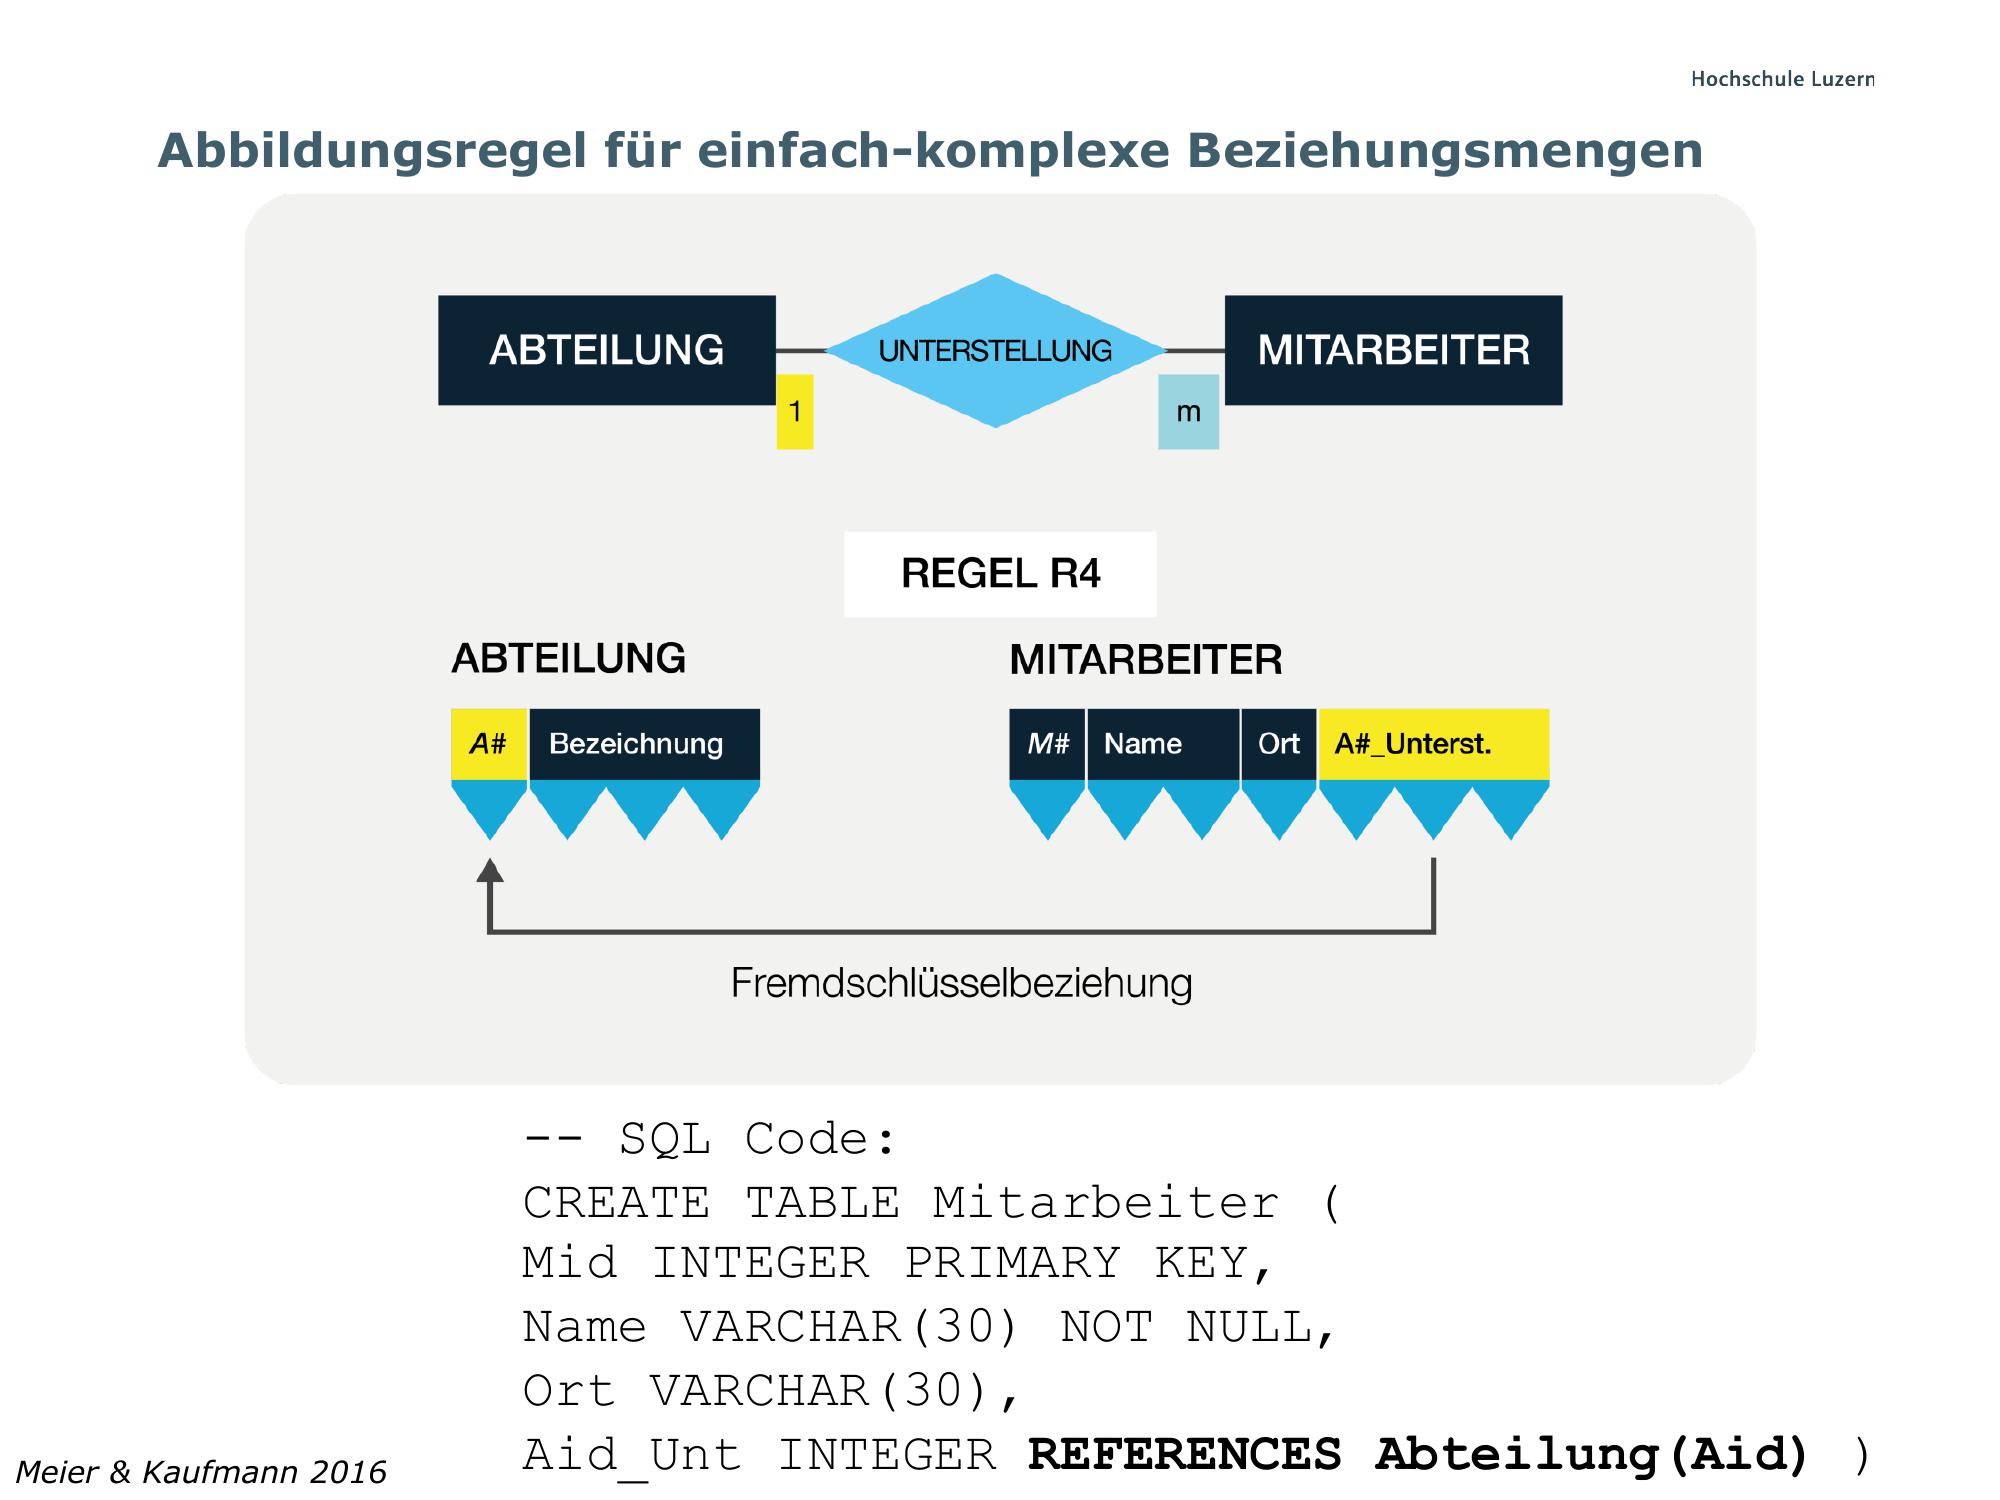 Hochschule Luzern
Abbildungsregel für einfach-komplexe Beziehungsmengen
ABTEILUNG
UNTERSTELLUNG
MITARBEITER
1
m
REGEL R4
ABTEILUNG
MITARBEITER
A# Bezeichnung
M# Name Ort A#_Unterst.
Fremdschlüsselbeziehung
-- SQL Code:
CREATE TABLE Mitarbeiter (
Mid INTEGER PRIMARY KEY,
Name VARCHAR(30) NOT NULL,
Ort VARCHAR(30),
Aid_Unt INTEGER REFERENCES Abteilung(Aid) )
Meier & Kaufmann 2016